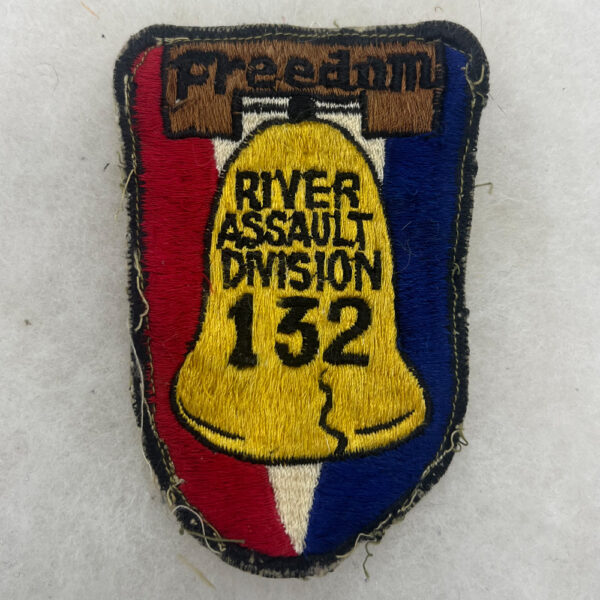 Freedom
RIVER
ASSAULT
DIVISION
132